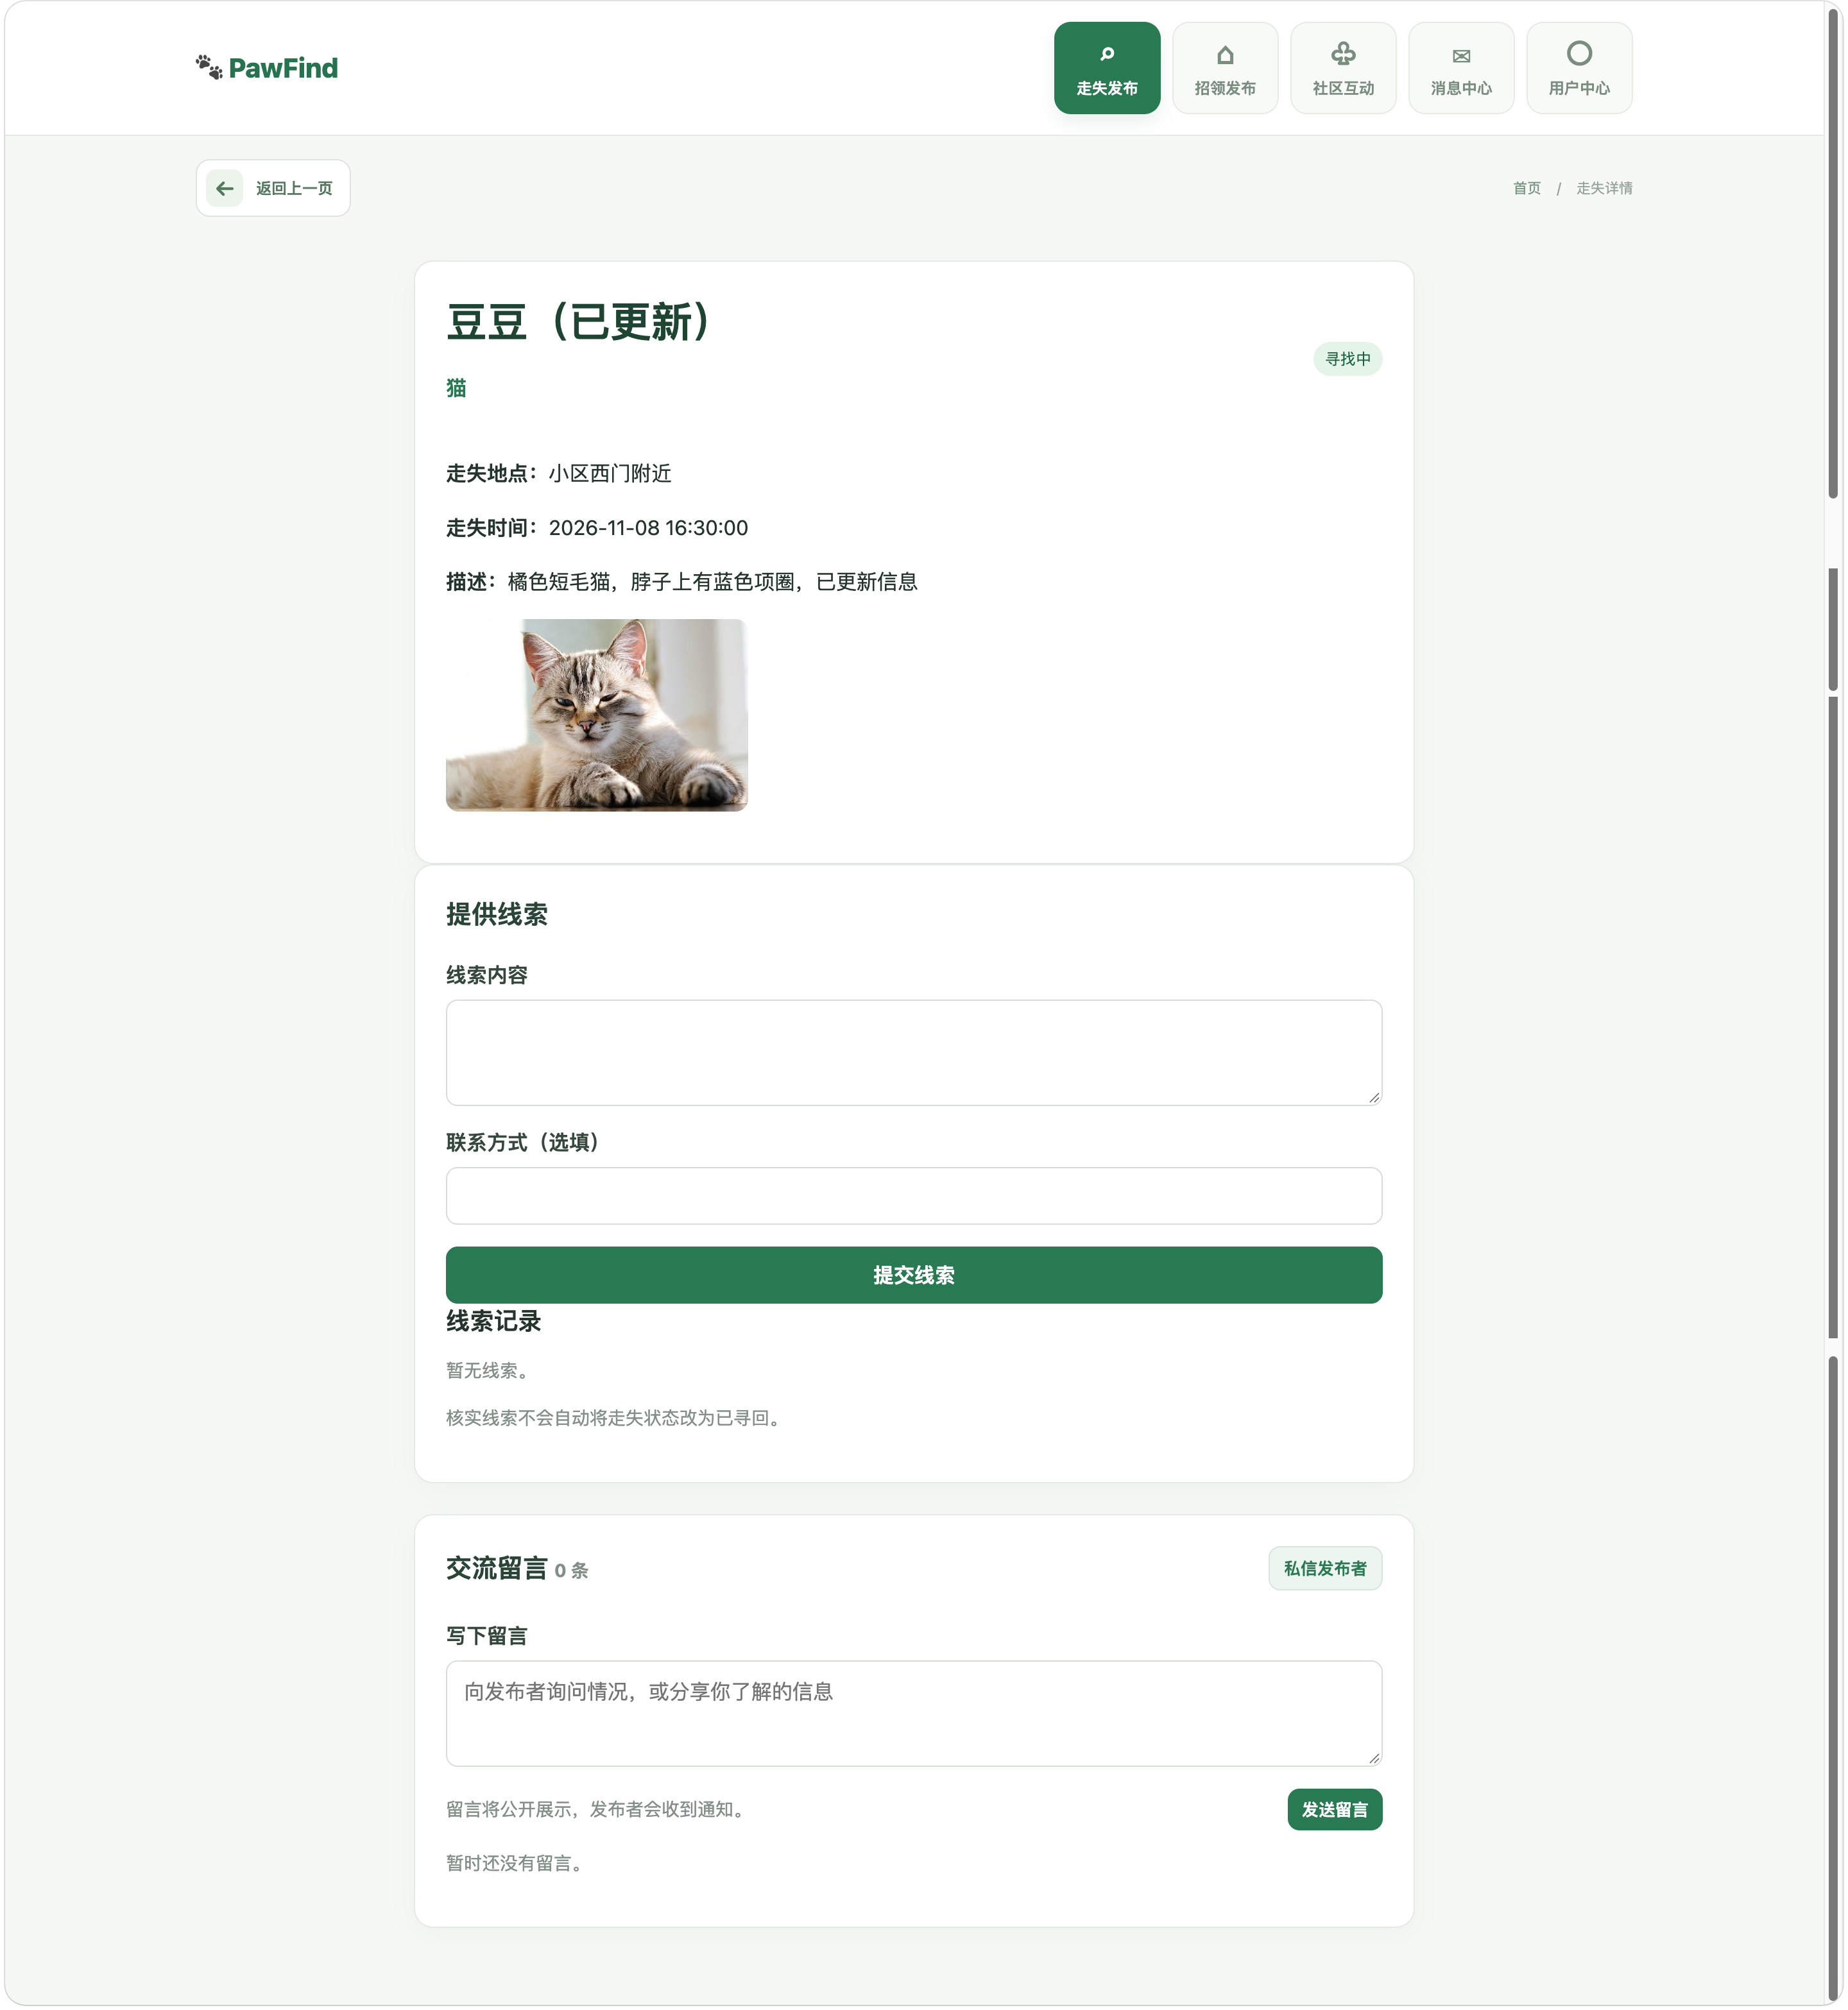 PawFind
走失发布
招领发布
社区互动
消息中心
用户中心
返回上一页
首页 / 走失详情
豆豆（已更新）
寻找中
猫
走失地点：小区西门附近
走失时间：2026-11-08 16:30:00
描述：橘色短毛猫，脖子上有蓝色项圈，已更新信息
提供线索
线索内容
联系方式（选填）
提交线索
线索记录
暂无线索。
核实线索不会自动将走失状态改为已寻回。
交流留言 0 条
私信发布者
写下留言
向发布者询问情况，或分享你了解的信息
留言将公开展示，发布者会收到通知。
发送留言
暂时还没有留言。